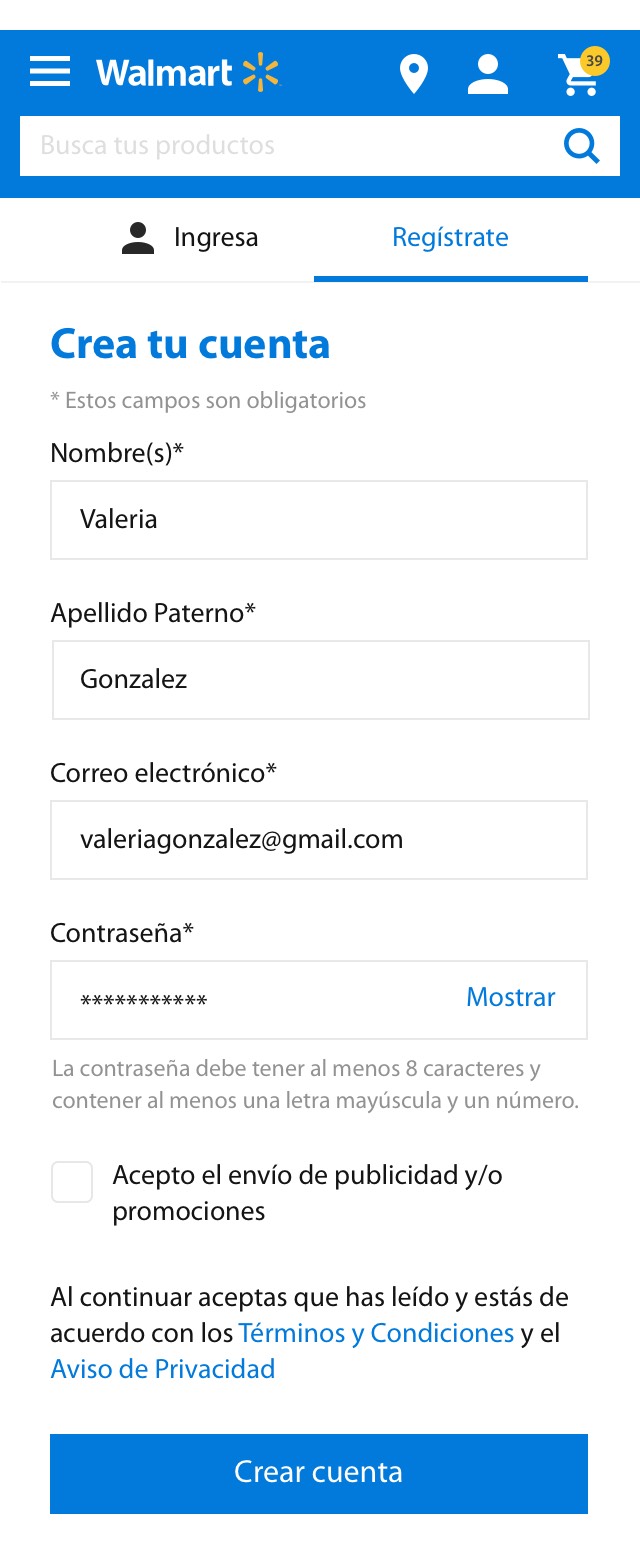 Walmart
39
Busca tus productos
Ingresa
Regístrate
Crea tu cuenta
* Estos campos son obligatorios
Nombre(s)*
Valeria
Apellido Paterno*
Gonzalez
Correo electrónico*
valeriagonzalez@gmail.com
Contraseña*
***********
Mostrar
La contraseña debe tener al menos 8 caracteres y
contener al menos una letra mayúscula y un número.
Acepto el envío de publicidad y/o
promociones
Al continuar aceptas que has leído y estás de
acuerdo con los Términos y Condiciones y el
Aviso de Privacidad
Crear cuenta